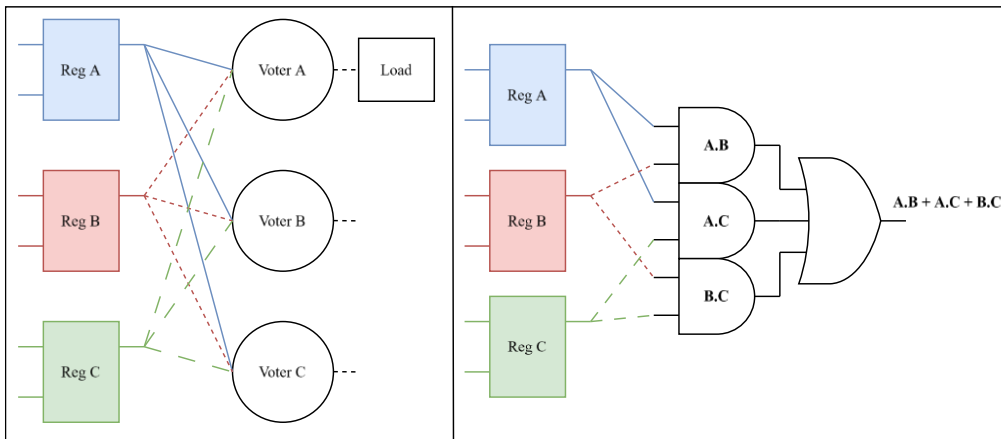 Reg A
Voter A
Load
Reg B
Voter B
Reg C
Voter C
Reg A
A.B
Reg B
A.C
A.B + A.C + B.C
B.C
Reg C